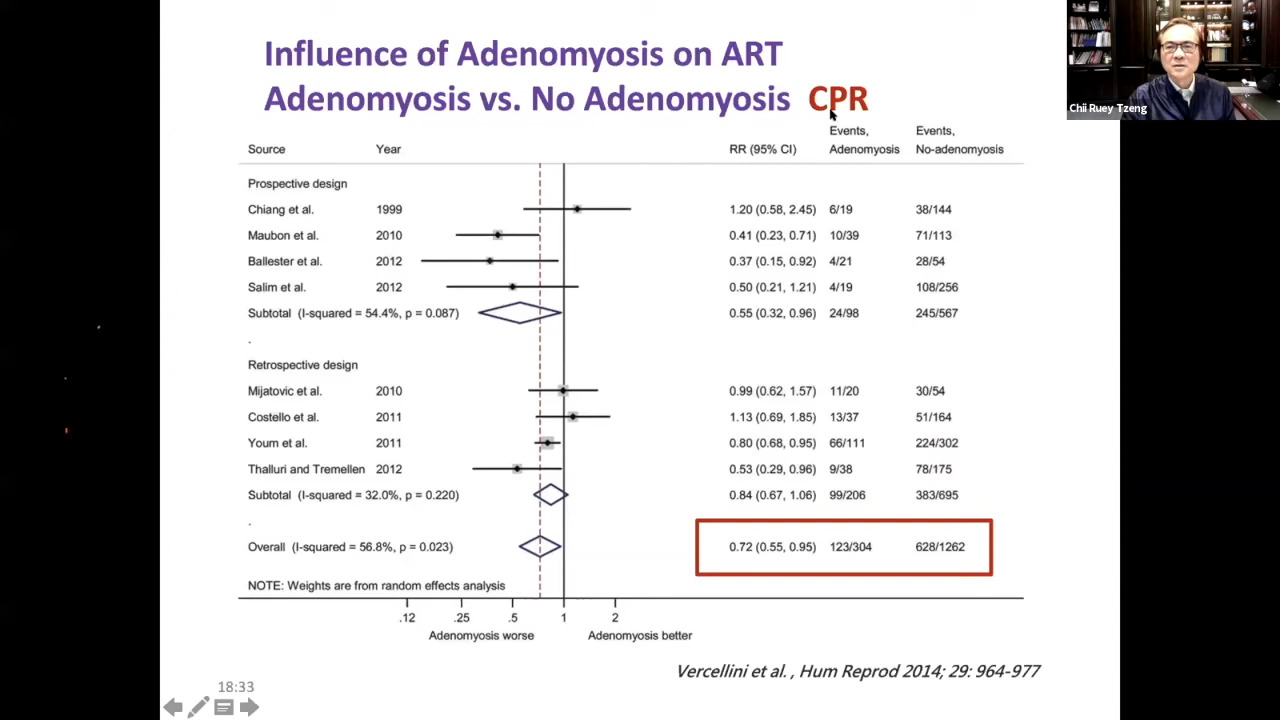 Influence of Adenomyosis on ART
Adenomyosis vs. No Adenomyosis CPR
Chii Ruey Tzeng
Events, Events,
Source Year RR (95% CI) Adenomyosis No-adenomyosis
Prospective design
Chiang et al. 1999 1.20 (0.58, 2.45) 6/19 38/144
Maubon et al. 2010 0.41 (0.23, 0.71) 10/39 71/113
Ballester et al. 2012 0.37 (0.15, 0.92) 4/21 28/54
Salim et al. 2012 0.50 (0.21, 1.21) 4/19 108/256
Subtotal (I-squared = 54.4%, p = 0.087) 0.55 (0.32, 0.96) 24/98 245/567
.
Retrospective design
Mijatovic et al. 2010 0.99 (0.62, 1.57) 11/20 30/54
Costello et al. 2011 1.13 (0.69, 1.85) 13/37 51/164
Youm et al. 2011 0.80 (0.68, 0.95) 66/111 224/302
Thalluri and Tremellen 2012 0.53 (0.29, 0.96) 9/38 78/175
Subtotal (I-squared = 32.0%, p = 0.220) 0.84 (0.67, 1.06) 99/206 383/695
.
Overall (I-squared = 56.8%, p = 0.023) 0.72 (0.55, 0.95) 123/304 628/1262
NOTE: Weights are from random effects analysis
.12 .25 .5 1 2
Adenomyosis worse Adenomyosis better
Vercellini et al. , Hum Reprod 2014; 29: 964-977
18:33